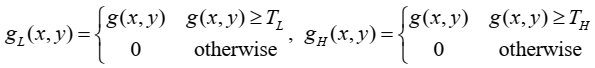 g_L(x,y) = { g(x,y)  g(x,y) ≥ T_L ; 0  otherwise , g_H(x,y) = { g(x,y)  g(x,y) ≥ T_H ; 0  otherwise